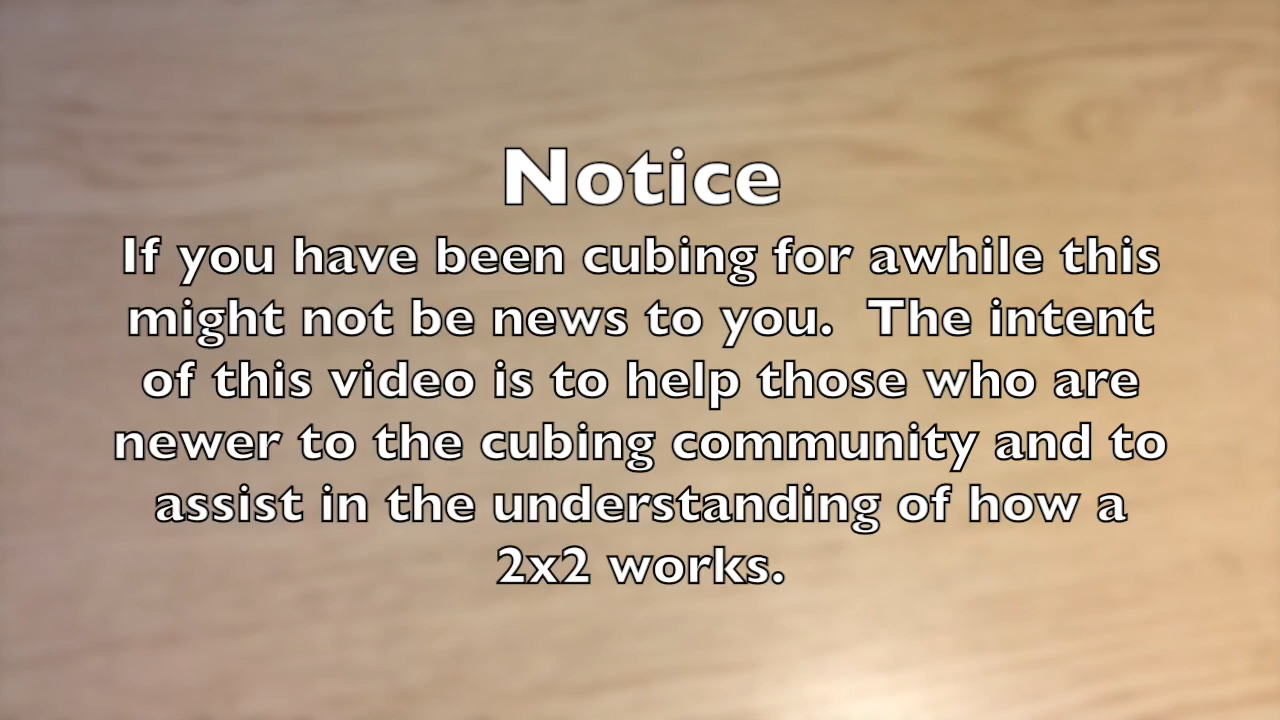 Notice
If you have been cubing for awhile this
might not be news to you.  The intent
of this video is to help those who are
newer to the cubing community and to
assist in the understanding of how a
2x2 works.